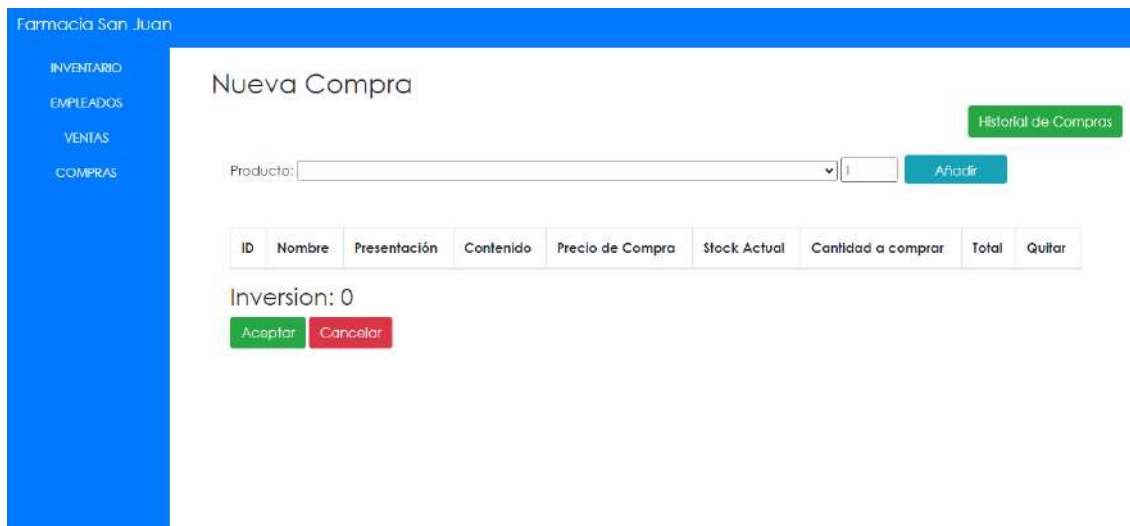 Farmacia San Juan
INVENTARIO
EMPLEADOS
VENTAS
COMPRAS
Nueva Compra
Historial de Compras
Producto: 1 Añadir
ID Nombre Presentación Contenido Precio de Compra Stock Actual Cantidad a comprar Total Quitar
Inversion: 0
Aceptar Cancelar